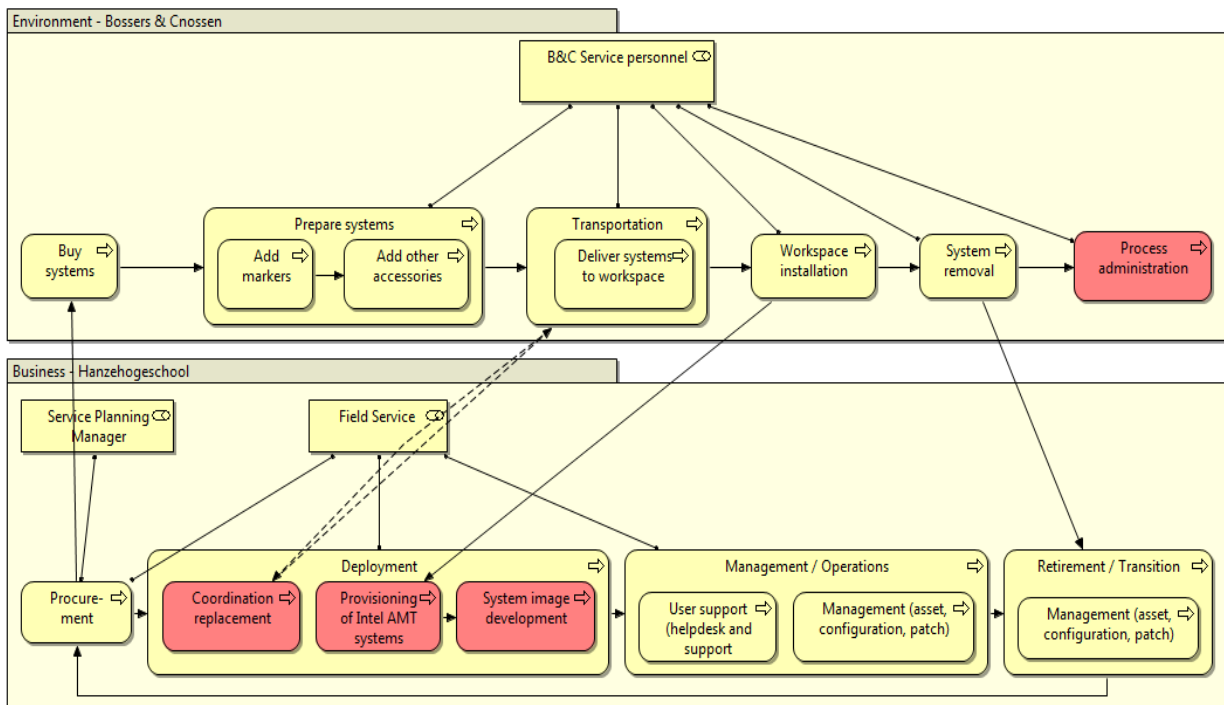 Environment - Bossers & Cnossen
B&C Service personnel
Buy
systems
Prepare systems
Add
markers
Add other
accessories
Transportation
Deliver systems
to workspace
Workspace
installation
System
removal
Process
administration
Business - Hanzehogeschool
Service Planning
Manager
Field Service
Procure-
ment
Deployment
Coordination
replacement
Provisioning
of Intel AMT
systems
System image
development
Management / Operations
User support
(helpdesk and
support
Management (asset,
configuration, patch)
Retirement / Transition
Management (asset,
configuration, patch)